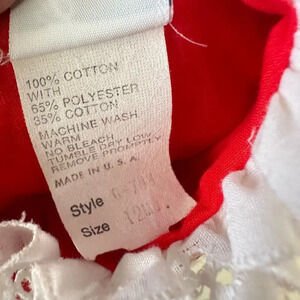 100% COTTON
WITH
65% POLYESTER
35% COTTON
MACHINE WASH
WARM
NO BLEACH
TUMBLE DRY LOW
REMOVE PROMPTLY
MADE IN U.S.A.
Style
Size